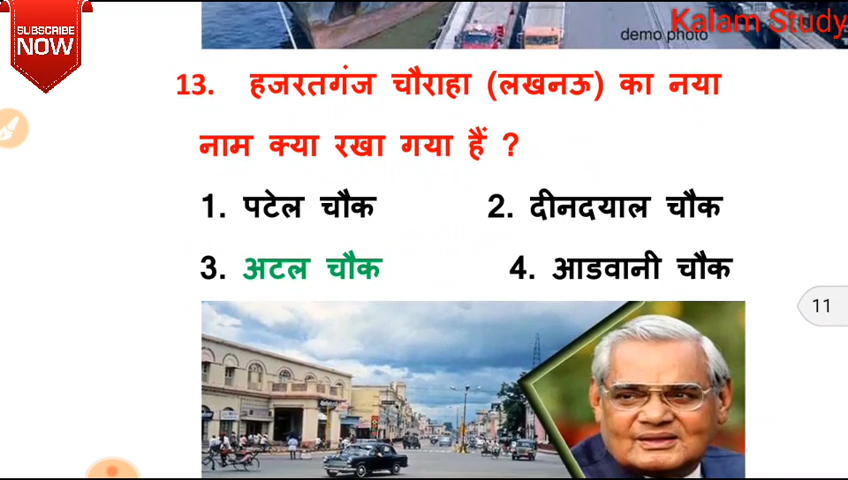 SUBSCRIBE
NOW
Kalam Study
demo photo
13. हजरतगंज चौराहा (लखनऊ) का नया
नाम क्या रखा गया हैं ?
1. पटेल चौक 2. दीनदयाल चौक
3. अटल चौक 4. आडवानी चौक
11